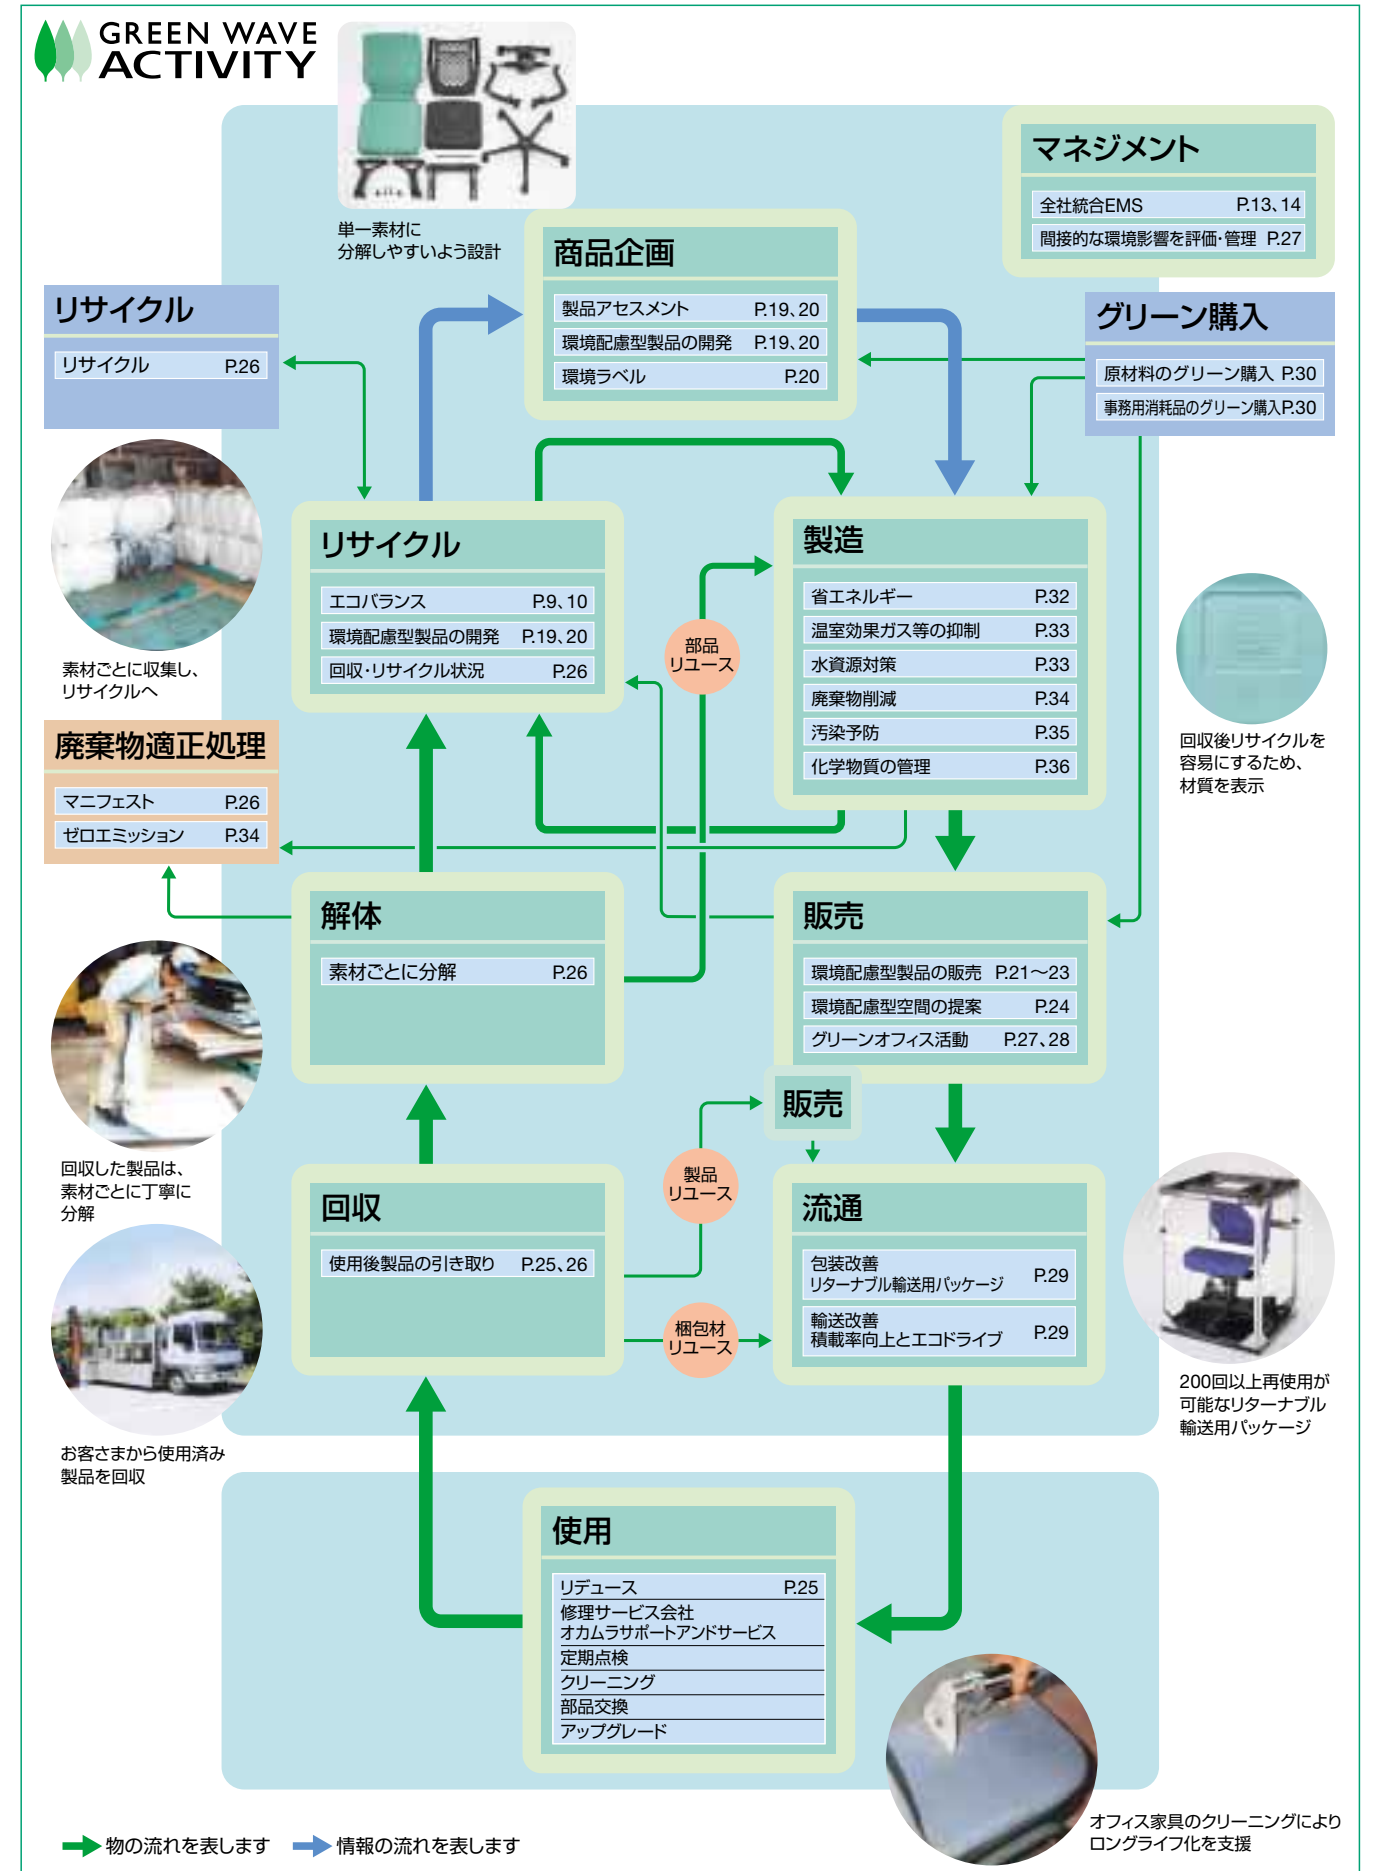 GREEN WAVE
ACTIVITY
単一素材に
分解しやすいよう設計
マネジメント
全社統合EMS P.13、14
間接的な環境影響を評価・管理 P.27
商品企画
製品アセスメント P.19、20
環境配慮型製品の開発 P.19、20
環境ラベル P.20
リサイクル
リサイクル P.26
グリーン購入
原材料のグリーン購入 P.30
事務用消耗品のグリーン購入P.30
素材ごとに収集し、
リサイクルへ
リサイクル
エコバランス P.9、10
環境配慮型製品の開発 P.19、20
回収・リサイクル状況 P.26
部品
リユース
製造
省エネルギー P.32
温室効果ガス等の抑制 P.33
水資源対策 P.33
廃棄物削減 P.34
汚染予防 P.35
化学物質の管理 P.36
回収後リサイクルを
容易にするため、
材質を表示
廃棄物適正処理
マニフェスト P.26
ゼロエミッション P.34
解体
素材ごとに分解 P.26
販売
環境配慮型製品の販売 P.21～23
環境配慮型空間の提案 P.24
グリーンオフィス活動 P.27、28
販売
回収した製品は、
素材ごとに丁寧に
分解
回収
使用後製品の引き取り P.25、26
製品
リユース
梱包材
リユース
流通
包装改善
リターナブル輸送用パッケージ P.29
輸送改善
積載率向上とエコドライブ P.29
200回以上再使用が
可能なリターナブル
輸送用パッケージ
お客さまから使用済み
製品を回収
使用
リデュース P.25
修理サービス会社
オカムラサポートアンドサービス
定期点検
クリーニング
部品交換
アップグレード
オフィス家具のクリーニングにより
ロングライフ化を支援
物の流れを表します 情報の流れを表します